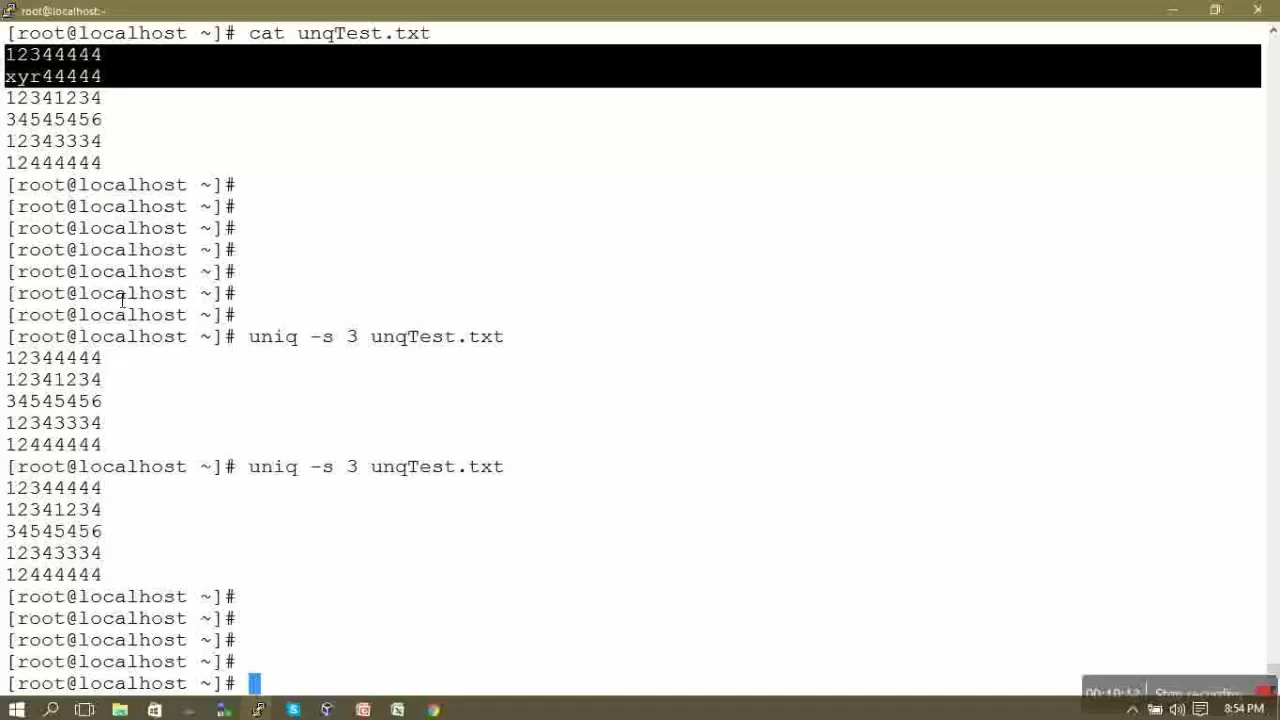 root@localhost:~
[root@localhost ~]# cat unqTest.txt
12344444
xyr44444
12341234
34545456
12343334
12444444
[root@localhost ~]#
[root@localhost ~]#
[root@localhost ~]#
[root@localhost ~]#
[root@localhost ~]#
[root@localhost ~]#
[root@localhost ~]#
[root@localhost ~]# uniq -s 3 unqTest.txt
12344444
12341234
34545456
12343334
12444444
[root@localhost ~]# uniq -s 3 unqTest.txt
12344444
12341234
34545456
12343334
12444444
[root@localhost ~]#
[root@localhost ~]#
[root@localhost ~]#
[root@localhost ~]#
[root@localhost ~]#
Stop recording
8:54 PM